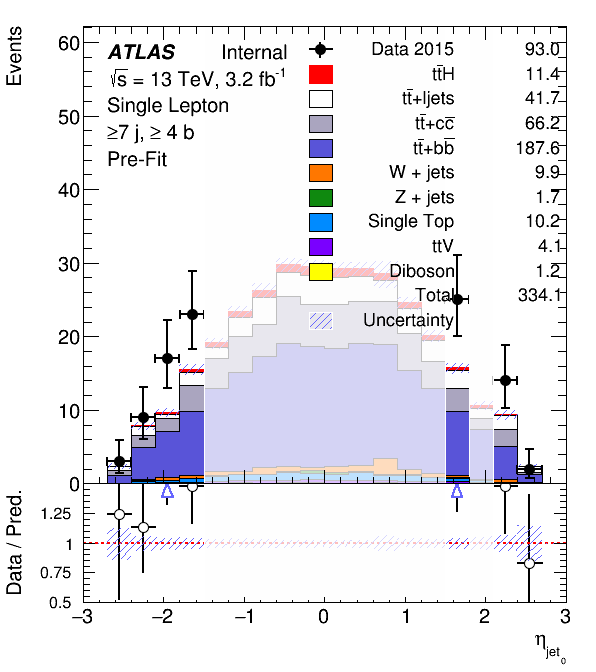 Events
60
50
40
30
20
10
0
ATLAS Internal
√s = 13 TeV, 3.2 fb⁻¹
Single Lepton
≥7 j, ≥ 4 b
Pre-Fit
Data 2015 93.0
tt̄H 11.4
tt̄+ljets 41.7
tt̄+cc̄ 66.2
tt̄+bb̄ 187.6
W + jets 9.9
Z + jets 1.7
Single Top 10.2
ttV 4.1
Diboson 1.2
Total 334.1
Uncertainty
Data / Pred.
1.25
1
0.75
0.5
−3 −2 −1 0 1 2 3
η jet 0